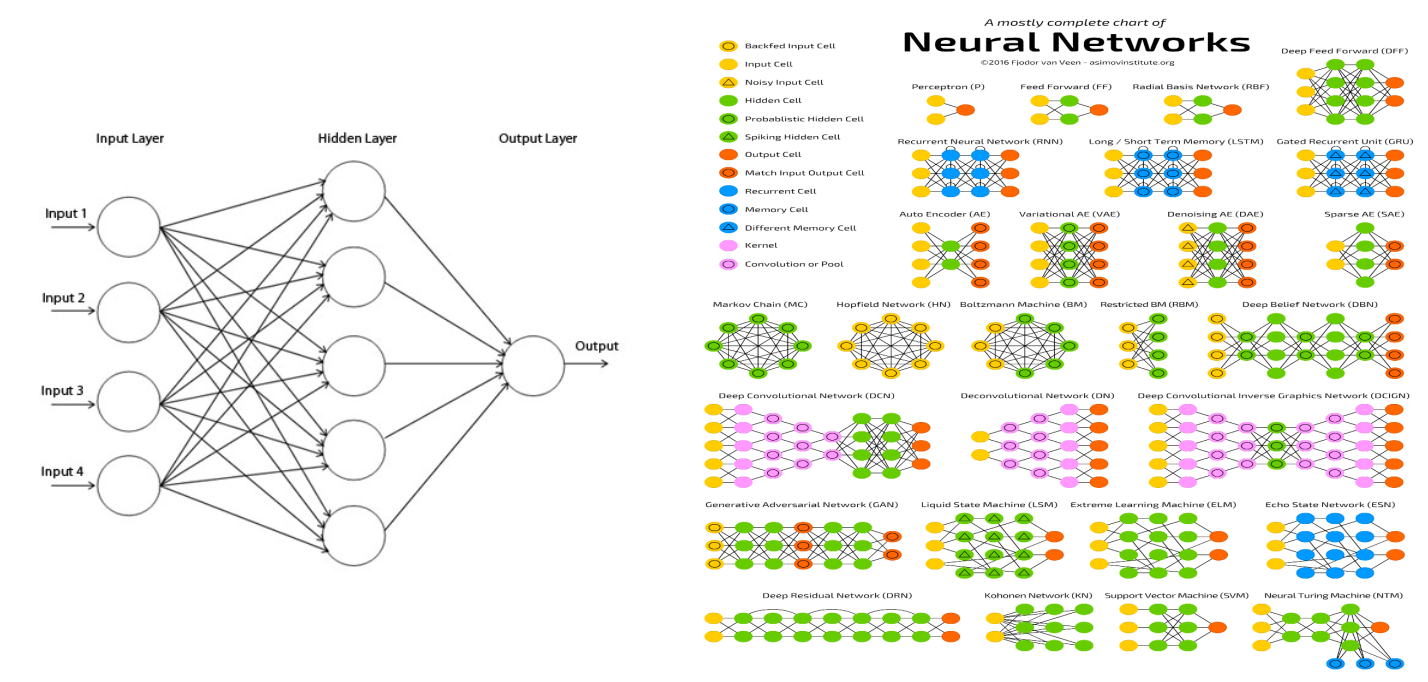 Input Layer
Hidden Layer
Output Layer
Input 1
Input 2
Input 3
Input 4
Output
A mostly complete chart of
Neural Networks
©2016 Fjodor van Veen - asimovinstitute.org
Backfed Input Cell
Input Cell
Noisy Input Cell
Hidden Cell
Probablistic Hidden Cell
Spiking Hidden Cell
Output Cell
Match Input Output Cell
Recurrent Cell
Memory Cell
Different Memory Cell
Kernel
Convolution or Pool
Deep Feed Forward (DFF)
Perceptron (P)
Feed Forward (FF)
Radial Basis Network (RBF)
Recurrent Neural Network (RNN)
Long / Short Term Memory (LSTM)
Gated Recurrent Unit (GRU)
Auto Encoder (AE)
Variational AE (VAE)
Denoising AE (DAE)
Sparse AE (SAE)
Markov Chain (MC)
Hopfield Network (HN)
Boltzmann Machine (BM)
Restricted BM (RBM)
Deep Belief Network (DBN)
Deep Convolutional Network (DCN)
Deconvolutional Network (DN)
Deep Convolutional Inverse Graphics Network (DCIGN)
Generative Adversarial Network (GAN)
Liquid State Machine (LSM)
Extreme Learning Machine (ELM)
Echo State Network (ESN)
Deep Residual Network (DRN)
Kohonen Network (KN)
Support Vector Machine (SVM)
Neural Turing Machine (NTM)